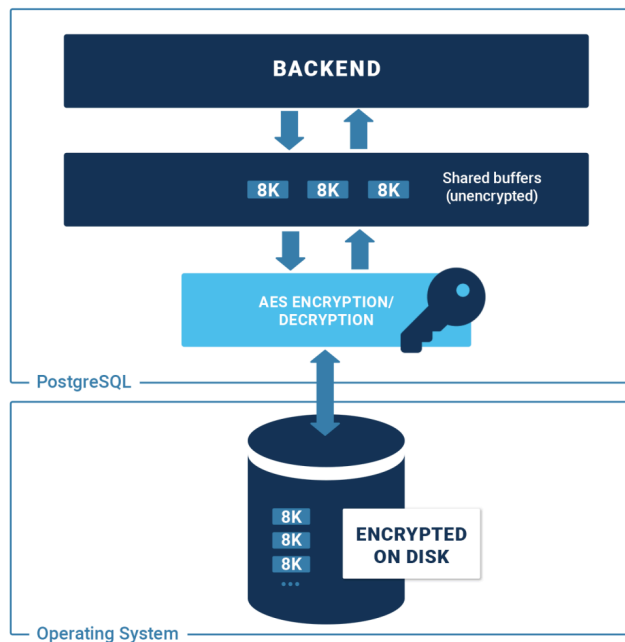 BACKEND
8K 8K 8K
Shared buffers
(unencrypted)
AES ENCRYPTION/
DECRYPTION
PostgreSQL
8K
8K
8K
...
ENCRYPTED
ON DISK
Operating System